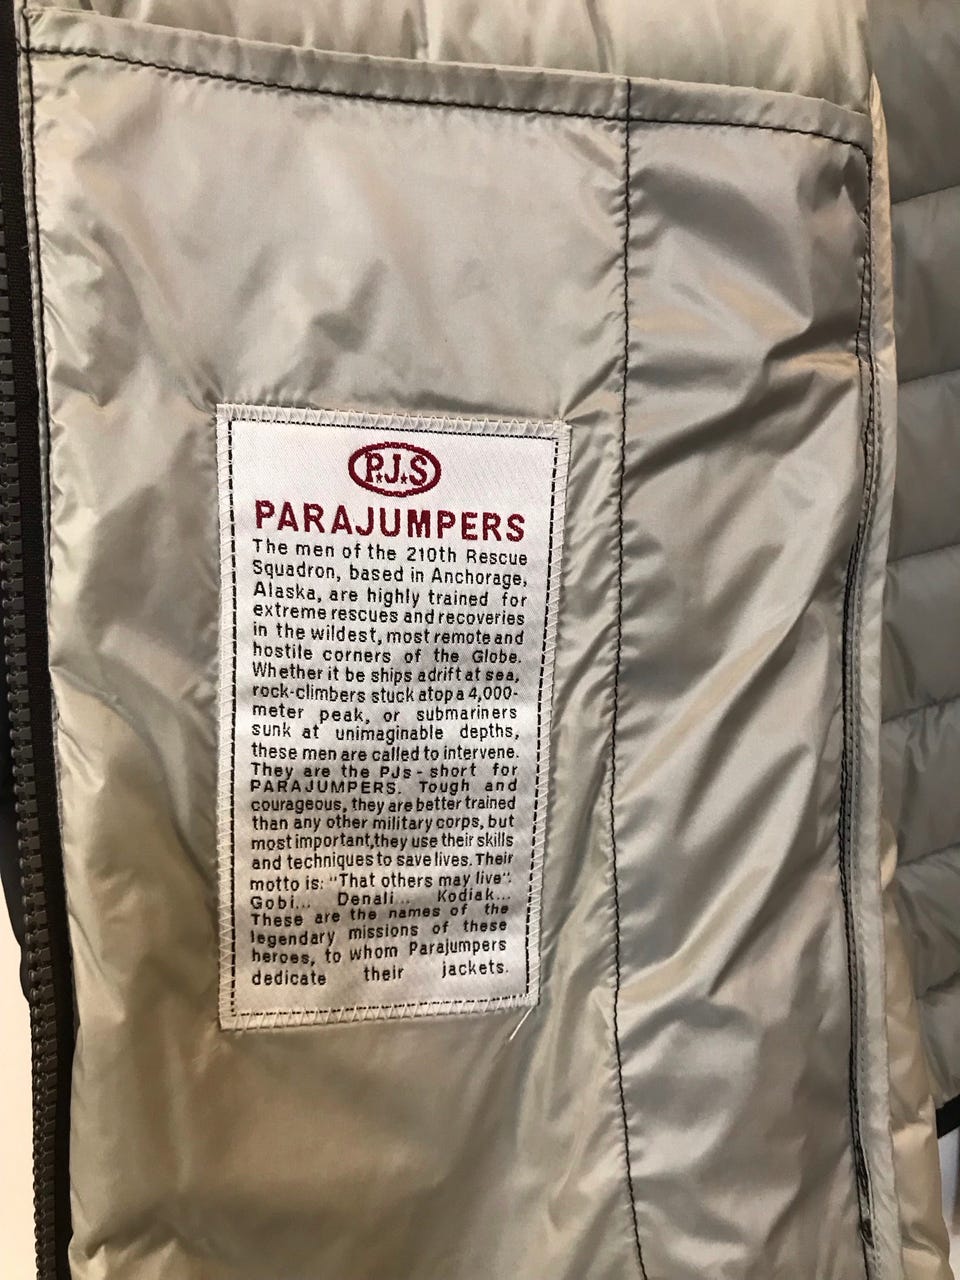 P.J.S
PARAJUMPERS
The men of the 210th Rescue
Squadron, based in Anchorage,
Alaska, are highly trained for
extreme rescues and recoveries
in the wildest, most remote and
hostile corners of the Globe.
Whether it be ships adrift at sea,
rock-climbers stuck atop a 4,000-
meter peak, or submariners
sunk at unimaginable depths,
these men are called to intervene.
They are the PJs - short for
PARAJUMPERS. Tough and
courageous, they are better trained
than any other military corps, but
most important,they use their skills
and techniques to save lives. Their
motto is: "That others may live".
Gobi... Denali... Kodiak...
These are the names of the
legendary missions of these
heroes, to whom Parajumpers
dedicate their jackets.